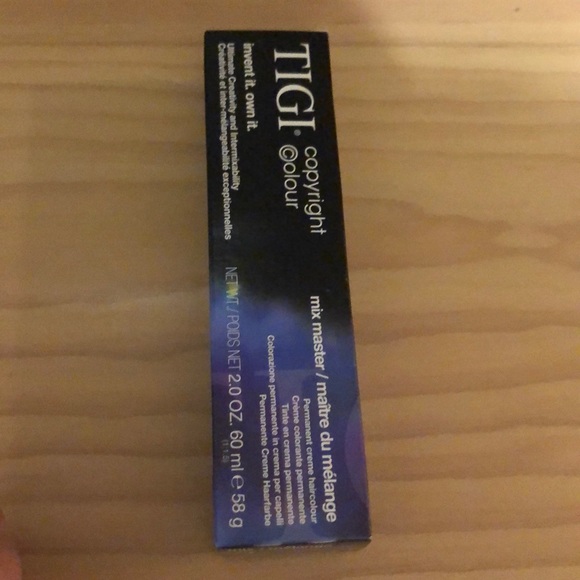 TIGI®
copyright
©olour
invent it. own it.
Ultimate Creativity and Intermixability
Créativité et inter-mélangeabilité exceptionnelles
mix master / maître du mélange
Permanent creme haircolour
Crème colorante permanente
Tinte en crema permanente
Colorazione permanente in crema per capelli
Permanente Creme Haarfarbe
NET WT. / POIDS NET 2.0 OZ. 60 ml ℮ 58 g